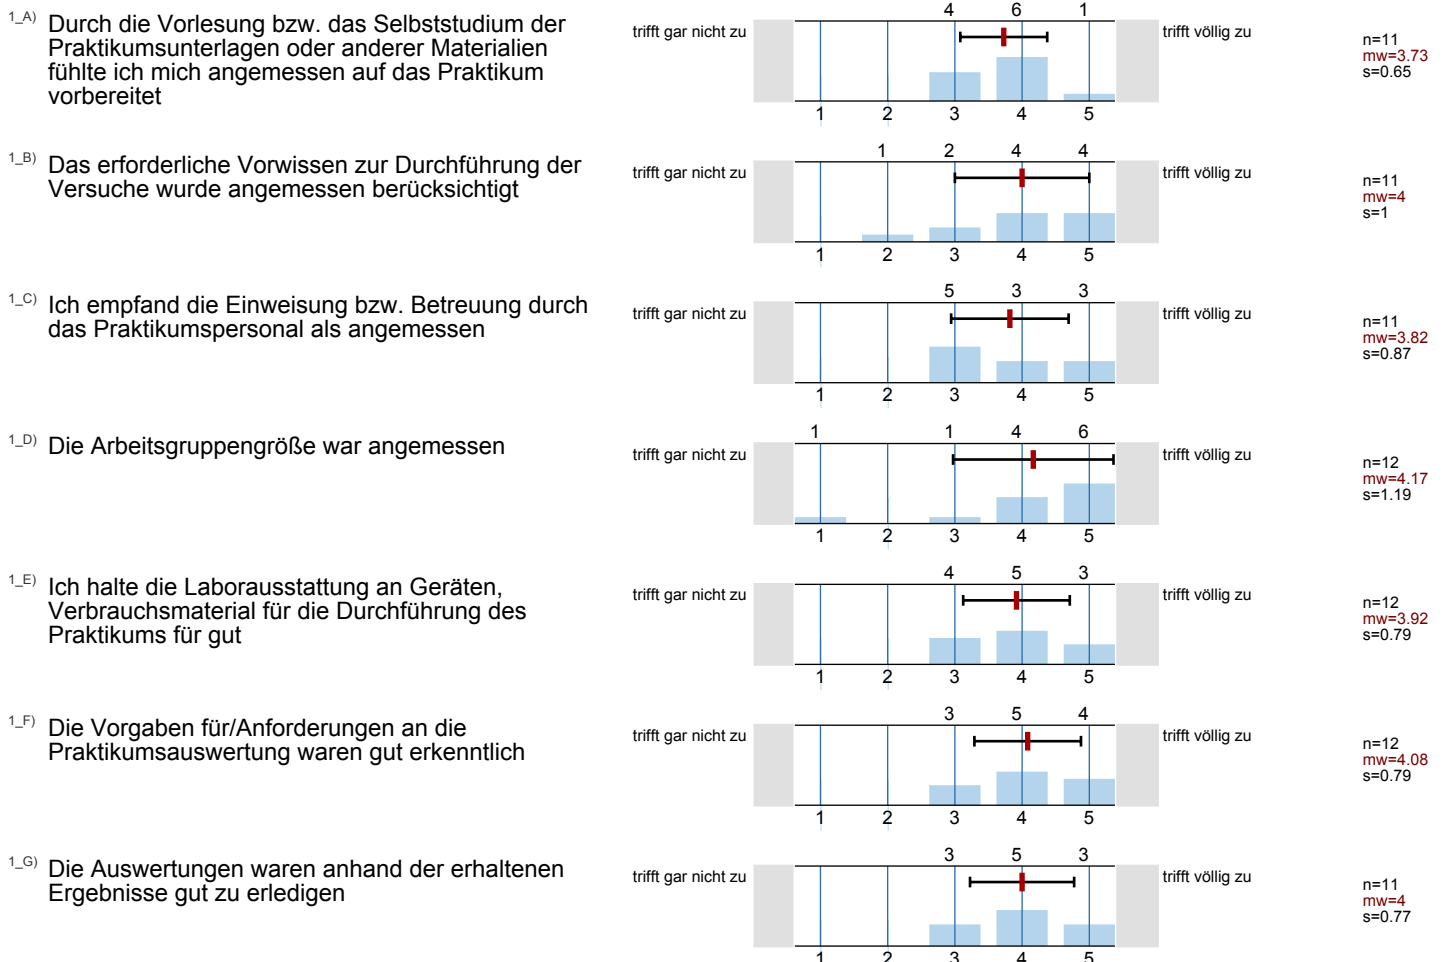 1_A) Durch die Vorlesung bzw. das Selbststudium der
Praktikumsunterlagen oder anderer Materialien
fühlte ich mich angemessen auf das Praktikum
vorbereitet
4 6 1
trifft gar nicht zu
trifft völlig zu
1 2 3 4 5
n=11
mw=3.73
s=0.65
1_B) Das erforderliche Vorwissen zur Durchführung der
Versuche wurde angemessen berücksichtigt
1 2 4 4
trifft gar nicht zu
trifft völlig zu
1 2 3 4 5
n=11
mw=4
s=1
1_C) Ich empfand die Einweisung bzw. Betreuung durch
das Praktikumspersonal als angemessen
5 3 3
trifft gar nicht zu
trifft völlig zu
1 2 3 4 5
n=11
mw=3.82
s=0.87
1_D) Die Arbeitsgruppengröße war angemessen
1 1 4 6
trifft gar nicht zu
trifft völlig zu
1 2 3 4 5
n=12
mw=4.17
s=1.19
1_E) Ich halte die Laborausstattung an Geräten,
Verbrauchsmaterial für die Durchführung des
Praktikums für gut
4 5 3
trifft gar nicht zu
trifft völlig zu
1 2 3 4 5
n=12
mw=3.92
s=0.79
1_F) Die Vorgaben für/Anforderungen an die
Praktikumsauswertung waren gut erkenntlich
3 5 4
trifft gar nicht zu
trifft völlig zu
1 2 3 4 5
n=12
mw=4.08
s=0.79
1_G) Die Auswertungen waren anhand der erhaltenen
Ergebnisse gut zu erledigen
3 5 3
trifft gar nicht zu
trifft völlig zu
1 2 3 4 5
n=11
mw=4
s=0.77